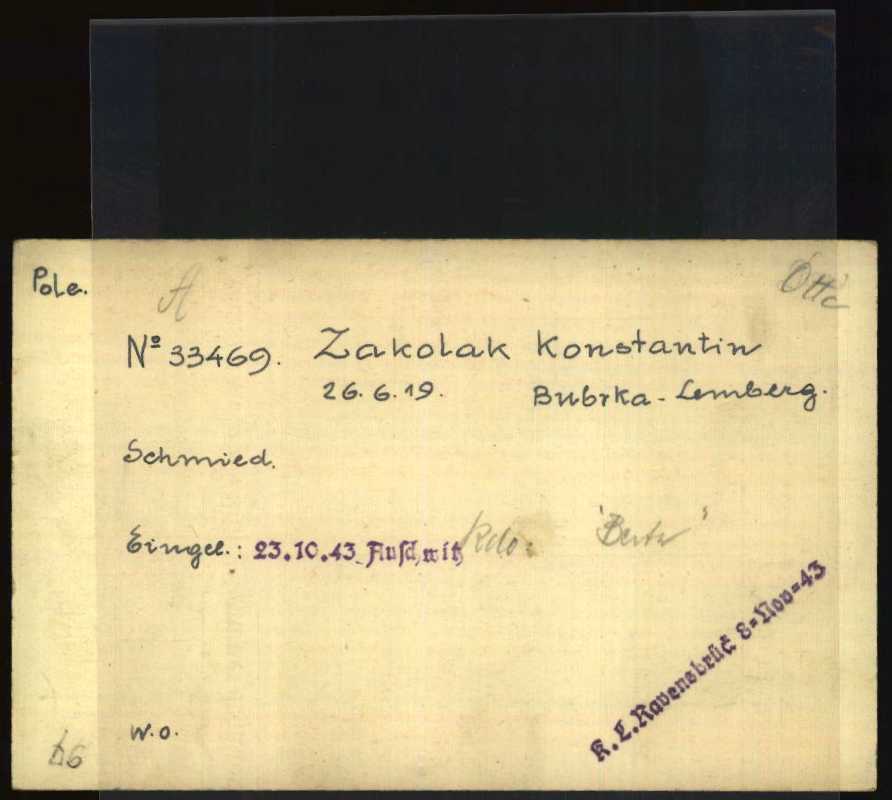 Pole.
A
Otto
Nº 33469. Zakolak Konstantin
26.6.19. Bubrka-Lemberg.
Schmied.
Eingel.: 23.10.43 Auschwitz Kdo: "Berta"
K.L. Ravensbrück 8-Nov-43
W.O.